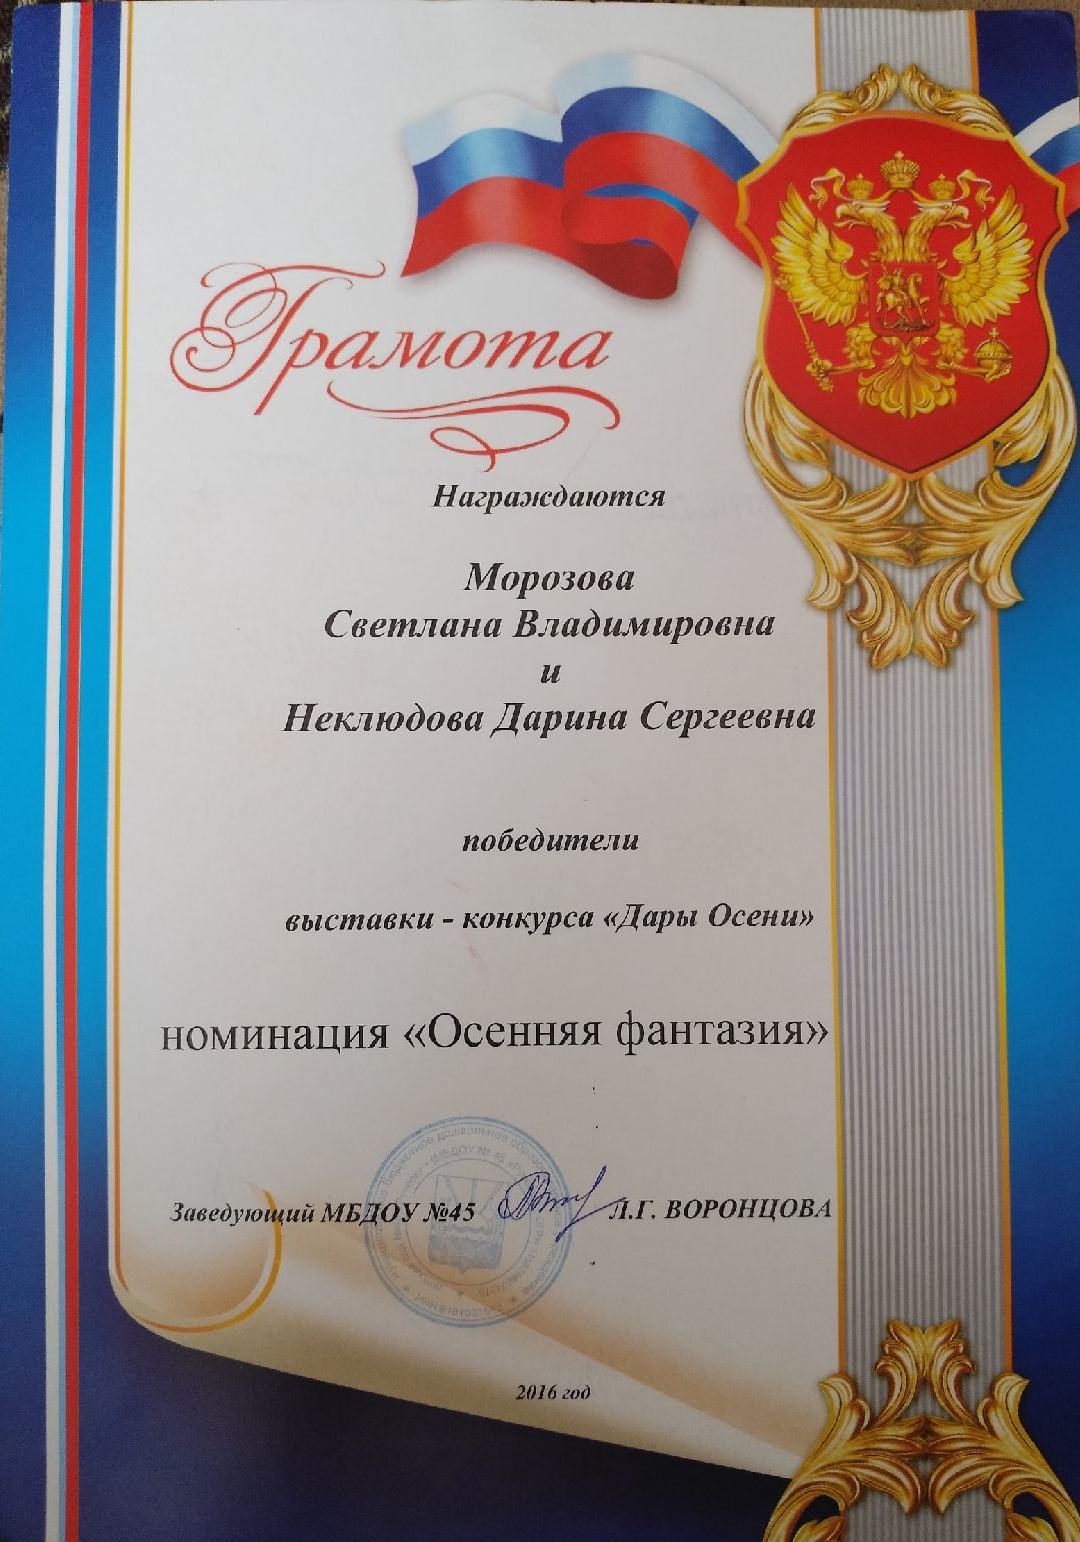 Грамота
Награждаются
Морозова
Светлана Владимировна
и
Неклюдова Дарина Сергеевна
победители
выставки - конкурса «Дары Осени»
номинация «Осенняя фантазия»
Заведующий МБДОУ №45 Л.Г. ВОРОНЦОВА
2016 год